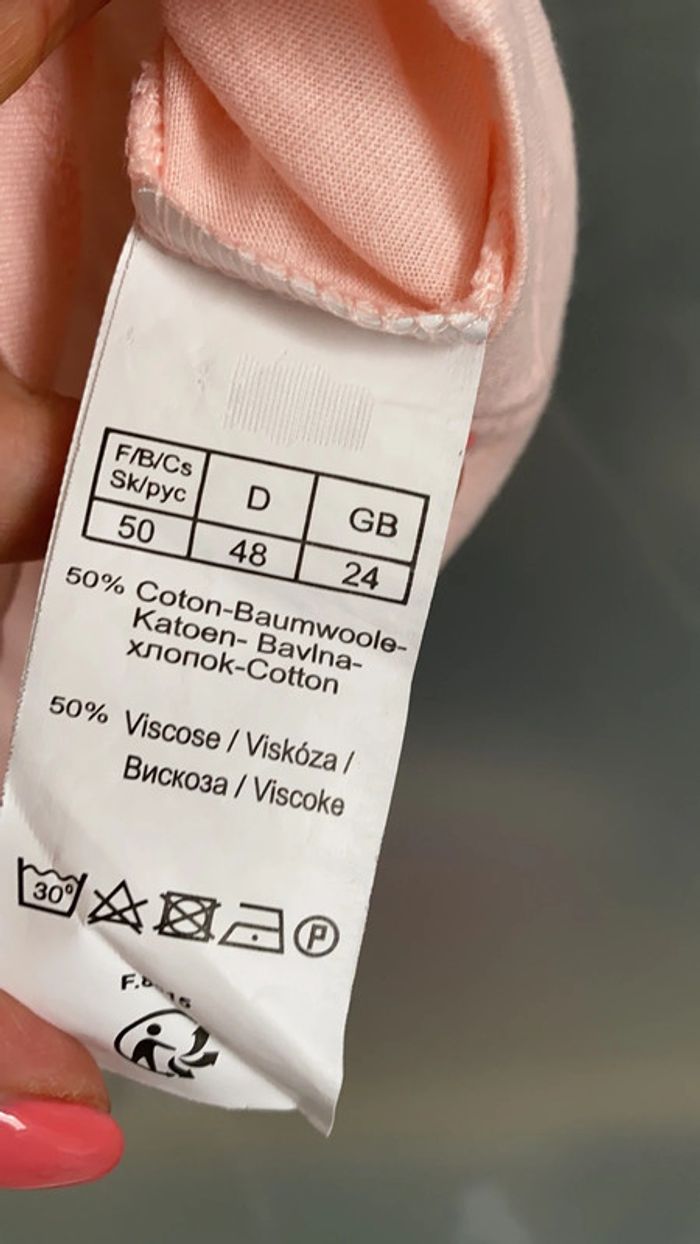 F/B/Cs
Sk/рус
D
GB
50
48
24
50% Coton-Baumwoole-
Katoen- Bavlna-
хлопок-Cotton
50% Viscose / Viskóza /
Вискоза / Viscoke
30°
P